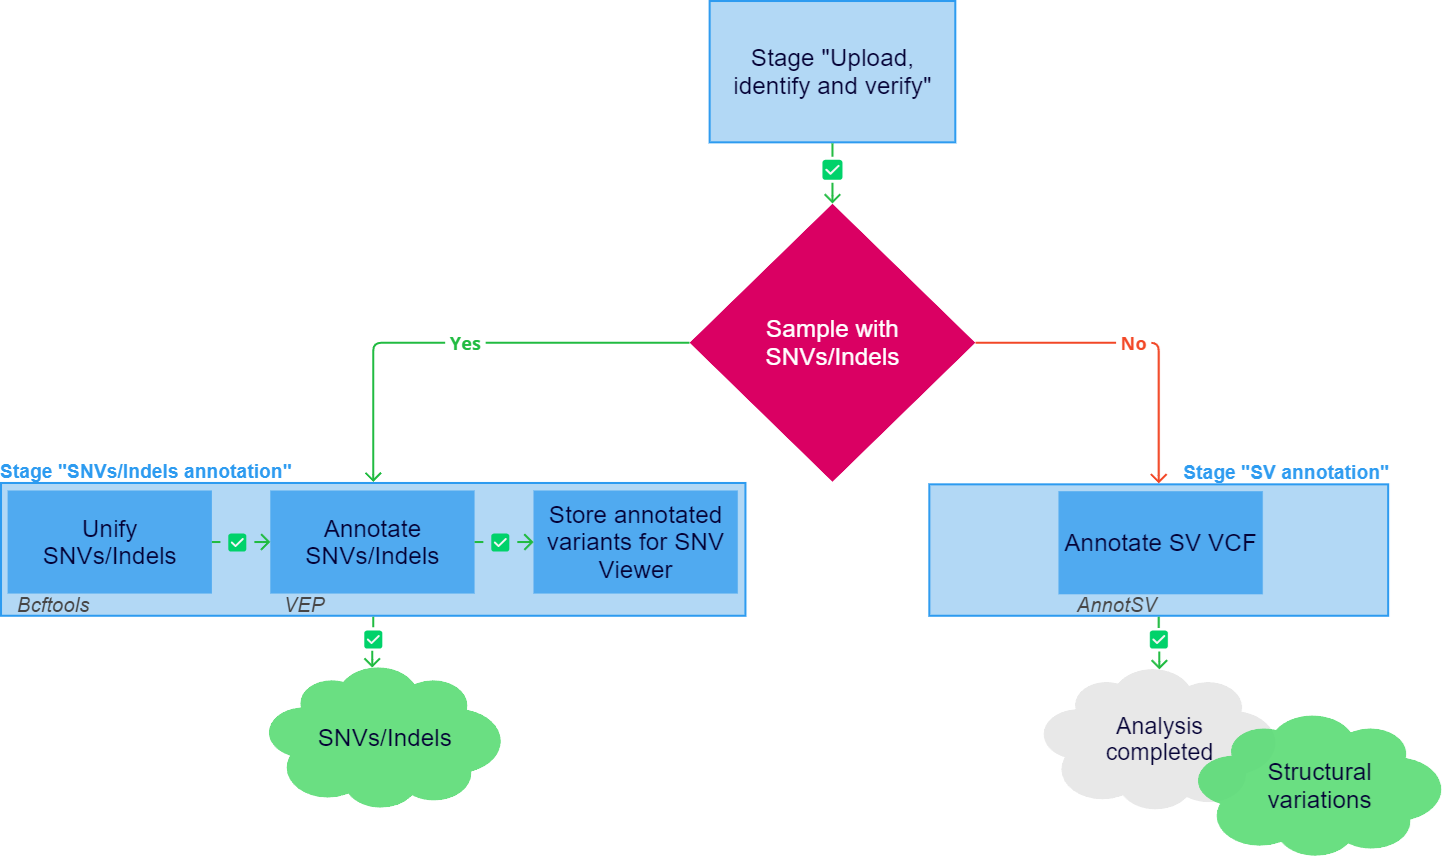 Stage "Upload,
identify and verify"
Sample with
SNVs/Indels
Yes
No
Stage "SNVs/Indels annotation"
Unify
SNVs/Indels
Annotate
SNVs/Indels
Store annotated
variants for SNV
Viewer
Bcftools
VEP
Stage "SV annotation"
Annotate SV VCF
AnnotSV
SNVs/Indels
Analysis
completed
Structural
variations